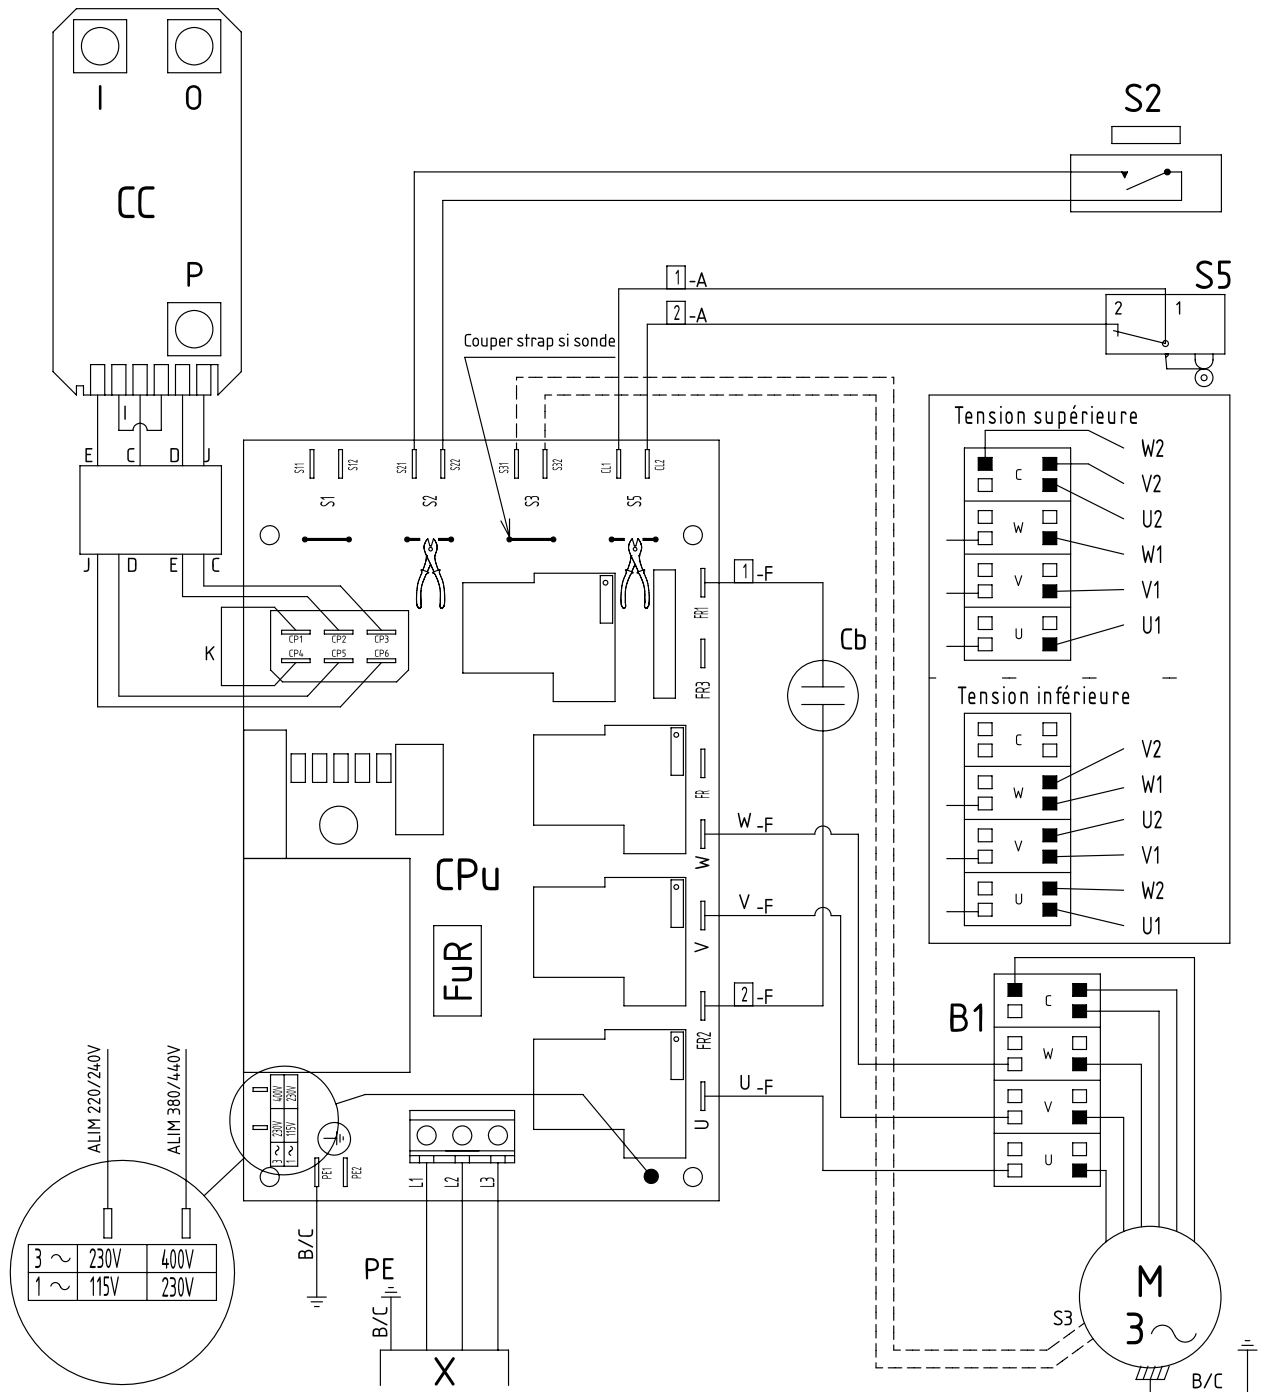 I O
CC
P
I
E C D J
J D E C
K
S2
1 -A
2 -A
S5
2 1
Couper strap si sonde
S11 S12 S21 S22 S31 S32 CL1 CL2
S1 S2 S3 S5
CP1 CP2 CP3
CP4 CP5 CP6
FR1
FR3
FR
W
V
FR2
U
1 -F
Cb
W -F
V -F
2 -F
U -F
CPu
FuR
Tension supérieure
C
W
V
U
W2
V2
U2
W1
V1
U1
Tension inférieure
C
W
V
U
V2
W1
U2
V1
W2
U1
B1
C
W
V
U
400V 230V
230V 115V
3 ~ 1 ~
PE1 PE2
L1 L2 L3
ALIM 220/240V
ALIM 380/440V
3 ~ 230V 400V
1 ~ 115V 230V
B/C
PE
B/C
X
S3
M
3 ~
B/C